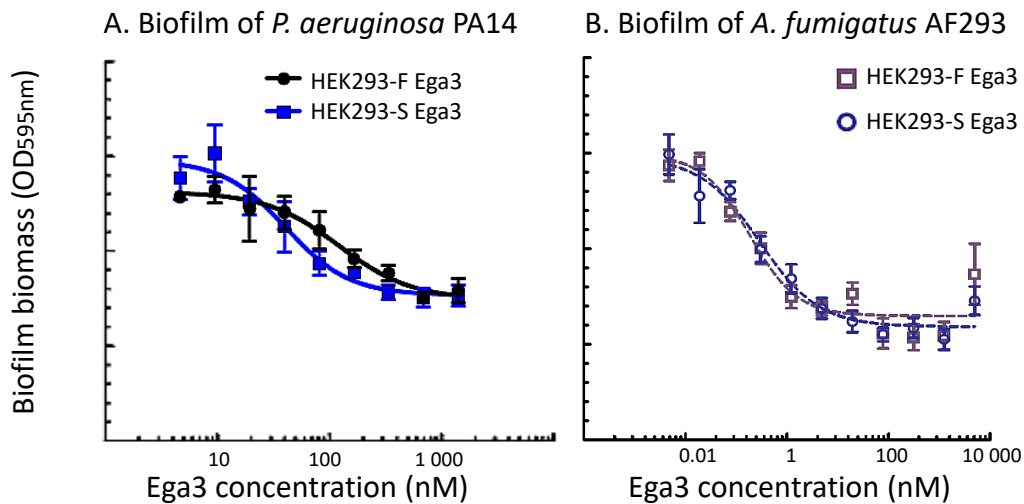 A. Biofilm of P. aeruginosa PA14
HEK293-F Ega3
HEK293-S Ega3
Biofilm biomass (OD595nm)
10 100 1 000
Ega3 concentration (nM)
B. Biofilm of A. fumigatus AF293
HEK293-F Ega3
HEK293-S Ega3
0.01 1 100 10 000
Ega3 concentration (nM)